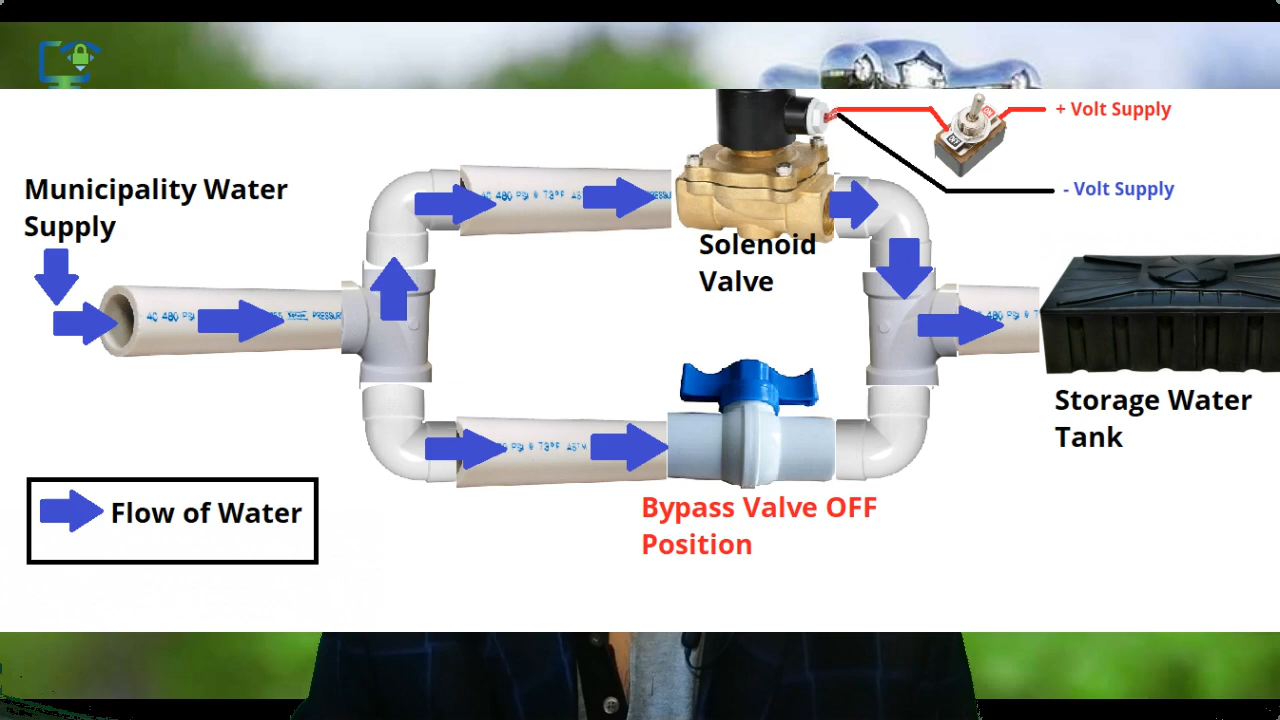 + Volt Supply
- Volt Supply
Municipality Water
Supply
Solenoid
Valve
Storage Water
Tank
Flow of Water
Bypass Valve OFF
Position